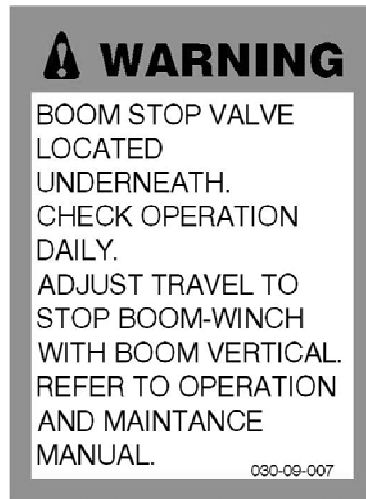 WARNING
BOOM STOP VALVE
LOCATED
UNDERNEATH.
CHECK OPERATION
DAILY.
ADJUST TRAVEL TO
STOP BOOM-WINCH
WITH BOOM VERTICAL.
REFER TO OPERATION
AND MAINTANCE
MANUAL.
030-09-007